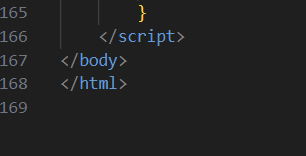 165 }
166 </script>
167 </body>
168 </html>
169